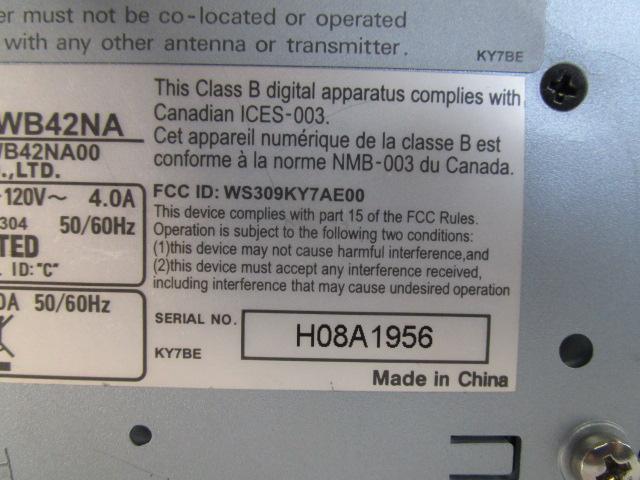 er must not be co-located or operated
with any other antenna or transmitter.
KY7BE
WB42NA
WB42NA00
.,LTD.
120V～ 4.0A
304 50/60Hz
TED
ID:"C"
0A 50/60Hz
This Class B digital apparatus complies with
Canadian ICES-003.
Cet appareil numérique de la classe B est
conforme à la norme NMB-003 du Canada.
FCC ID: WS309KY7AE00
This device complies with part 15 of the FCC Rules.
Operation is subject to the following two conditions:
(1)this device may not cause harmful interference,and
(2)this device must accept any interference received,
including interference that may cause undesired operation
SERIAL NO. H08A1956
KY7BE
Made in China